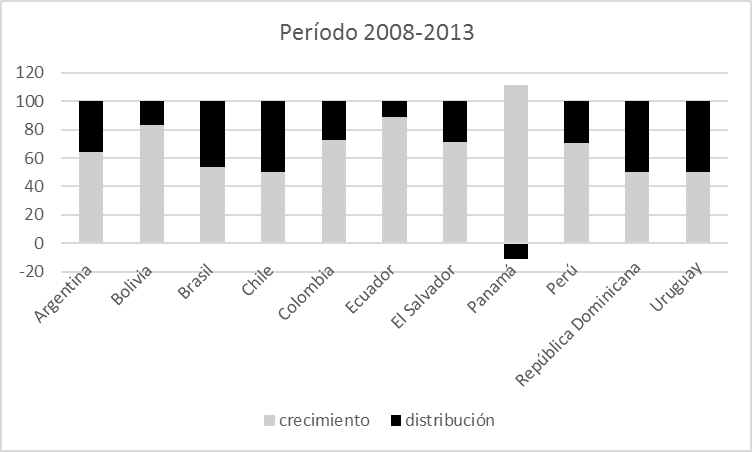 Período 2008-2013
120
100
80
60
40
20
0
-20
Argentina
Bolivia
Brasil
Chile
Colombia
Ecuador
El Salvador
Panamá
Perú
República Dominicana
Uruguay
crecimiento distribución